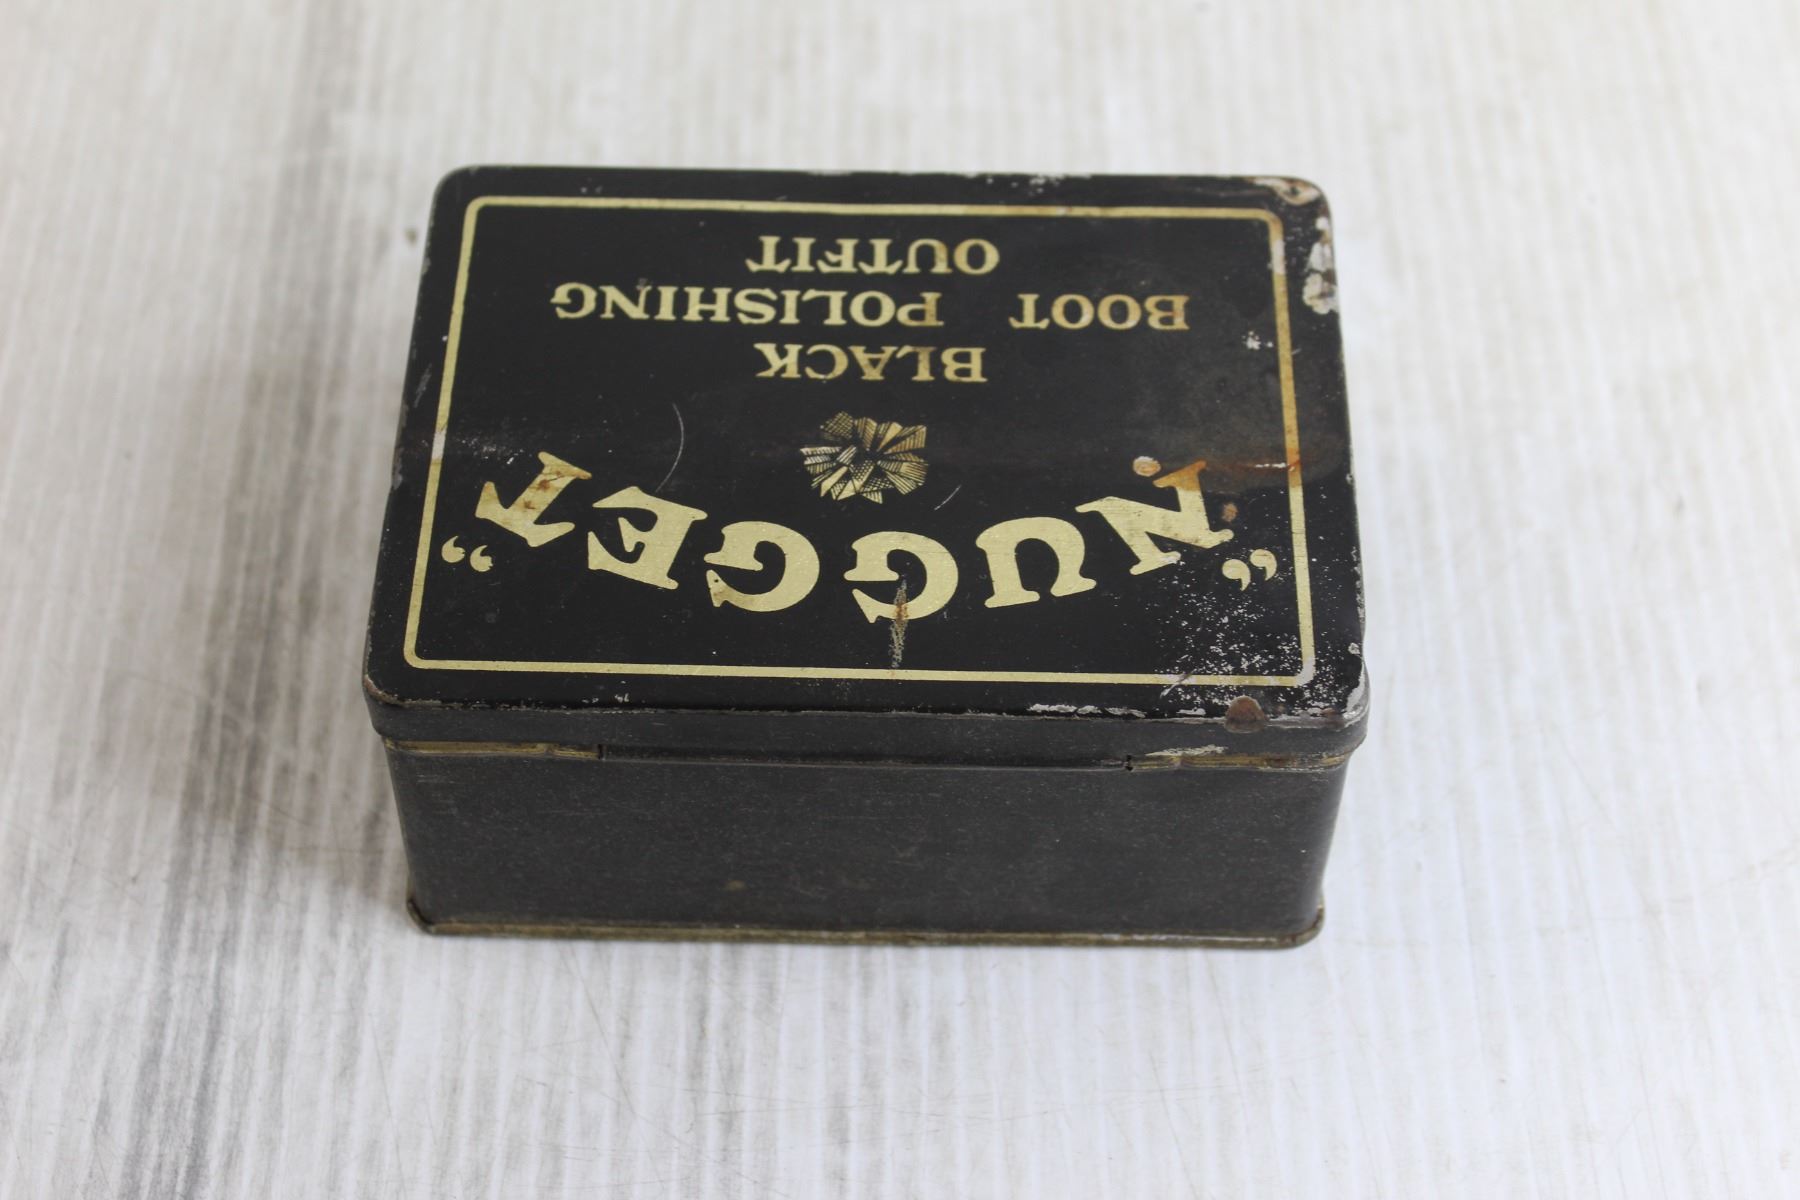 "NUGGET"
BLACK
BOOT POLISHING
OUTFIT